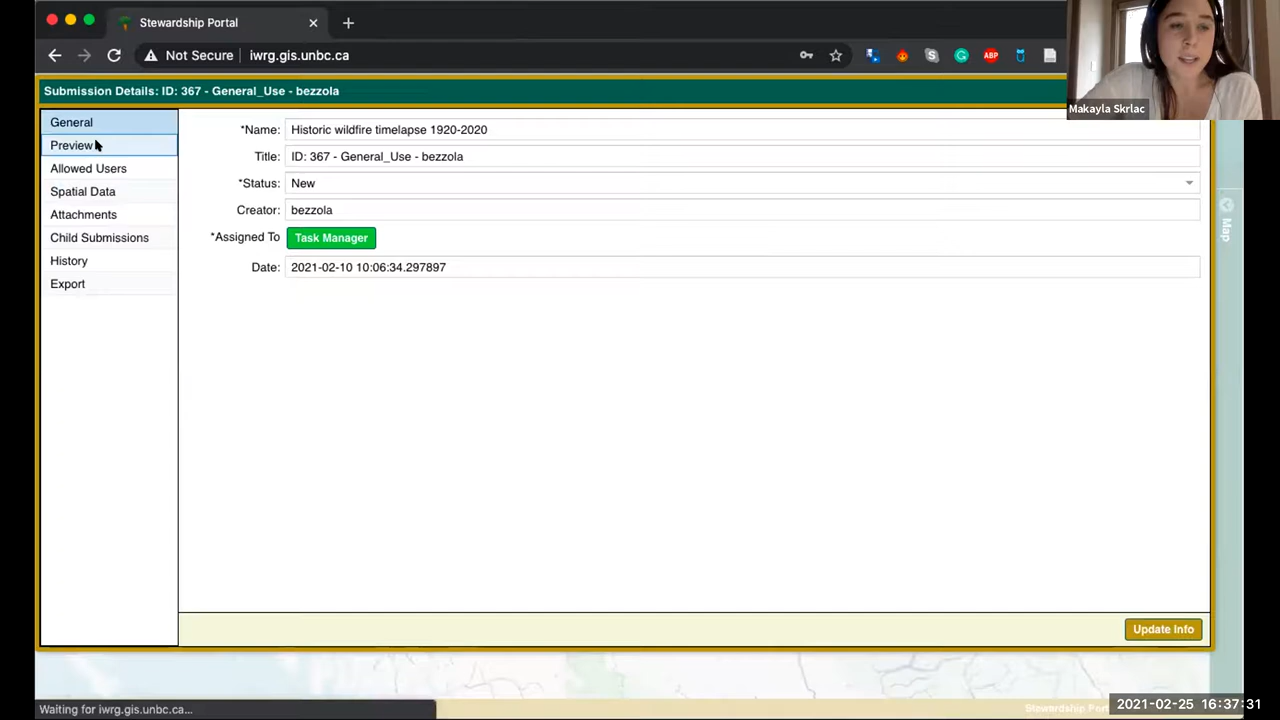 Stewardship Portal
Not Secure
iwrg.gis.unbc.ca
ABP
Makayla Skrlac
Submission Details: ID: 367 - General_Use - bezzola
General
Preview
Allowed Users
Spatial Data
Attachments
Child Submissions
History
Export
*Name: Historic wildfire timelapse 1920-2020
Title: ID: 367 - General_Use - bezzola
*Status: New
Creator: bezzola
*Assigned To Task Manager
Date: 2021-02-10 10:06:34.297897
Map
Update Info
Waiting for iwrg.gis.unbc.ca...
Stewardship
2021-02-25 16:37:31